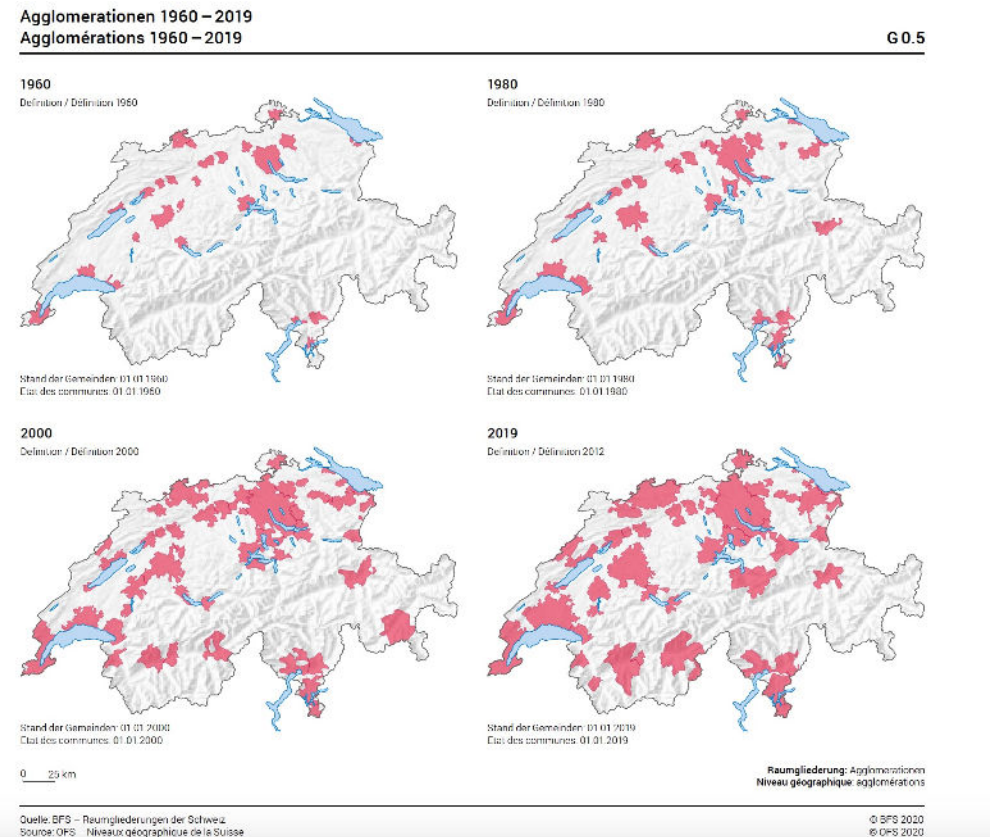 Agglomerationen 1960 – 2019
Agglomérations 1960 – 2019
G 0.5
1960
Definition / Définition 1960
Stand der Gemeinden: 01.01.1960
Etat des communes: 01.01.1960
1980
Definition / Définition 1980
Stand der Gemeinden: 01.01.1980
Etat des communes: 01.01.1980
2000
Definition / Définition 2000
Stand der Gemeinden: 01.01.2000
Etat des communes: 01.01.2000
2019
Definition / Définition 2012
Stand der Gemeinden: 01.01.2019
Etat des communes: 01.01.2019
0 25 km
Raumgliederung: Agglomerationen
Niveau géographique: agglomérations
Quelle: BFS – Raumgliederungen der Schweiz
Source: OFS Niveaux géographique de la Suisse
© BFS 2020
© OFS 2020